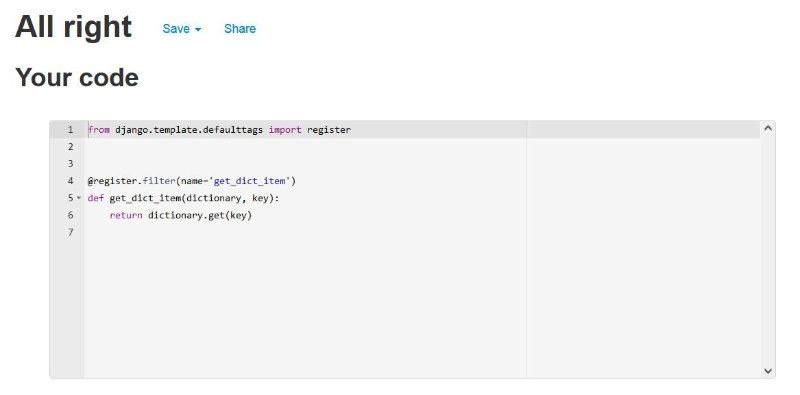 All right Save Share
Your code
1 from django.template.defaulttags import register
2
3
4 @register.filter(name='get_dict_item')
5 def get_dict_item(dictionary, key):
6 return dictionary.get(key)
7